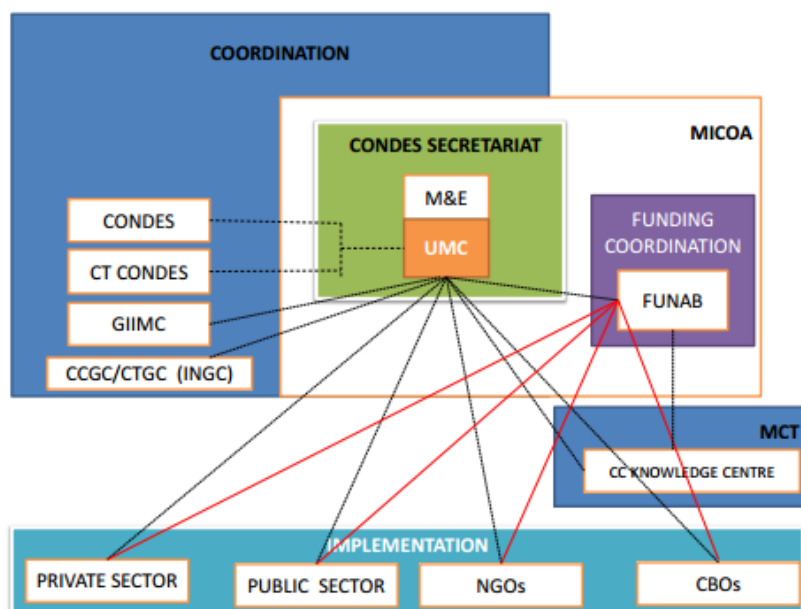 COORDINATION
MICOA
CONDES SECRETARIAT
M&E
UMC
CONDES
CT CONDES
GIIMC
CCGC/CTGC (INGC)
FUNDING
COORDINATION
FUNAB
MCT
CC KNOWLEDGE CENTRE
IMPLEMENTATION
PRIVATE SECTOR
PUBLIC SECTOR
NGOs
CBOs